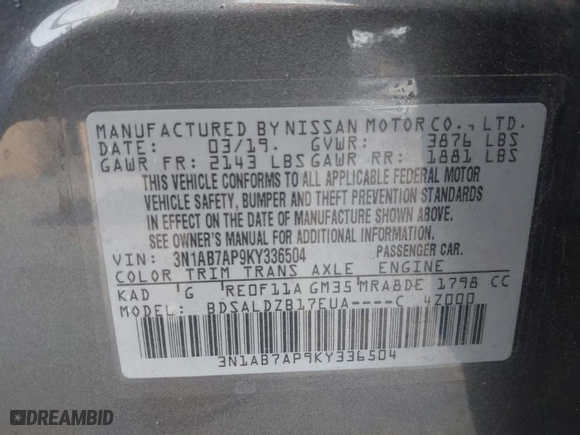 MANUFACTURED BY NISSAN MOTOR CO., LTD.
DATE: 03/19. GVWR: 3876 LBS
GAWR FR: 2143 LBS GAWR RR: 1881 LBS
THIS VEHICLE CONFORMS TO ALL APPLICABLE FEDERAL MOTOR
VEHICLE SAFETY, BUMPER AND THEFT PREVENTION STANDARDS
IN EFFECT ON THE DATE OF MANUFACTURE SHOWN ABOVE.
SEE OWNER'S MANUAL FOR ADDITIONAL INFORMATION.
VIN: 3N1AB7AP9KY336504 PASSENGER CAR.
COLOR TRIM TRANS AXLE ENGINE
KAD G RE0F11A GM35 MRA8DE 1798 CC
MODEL: BDSALDZB17EUA----C 4Z000
3N1AB7AP9KY336504
DREAMBID